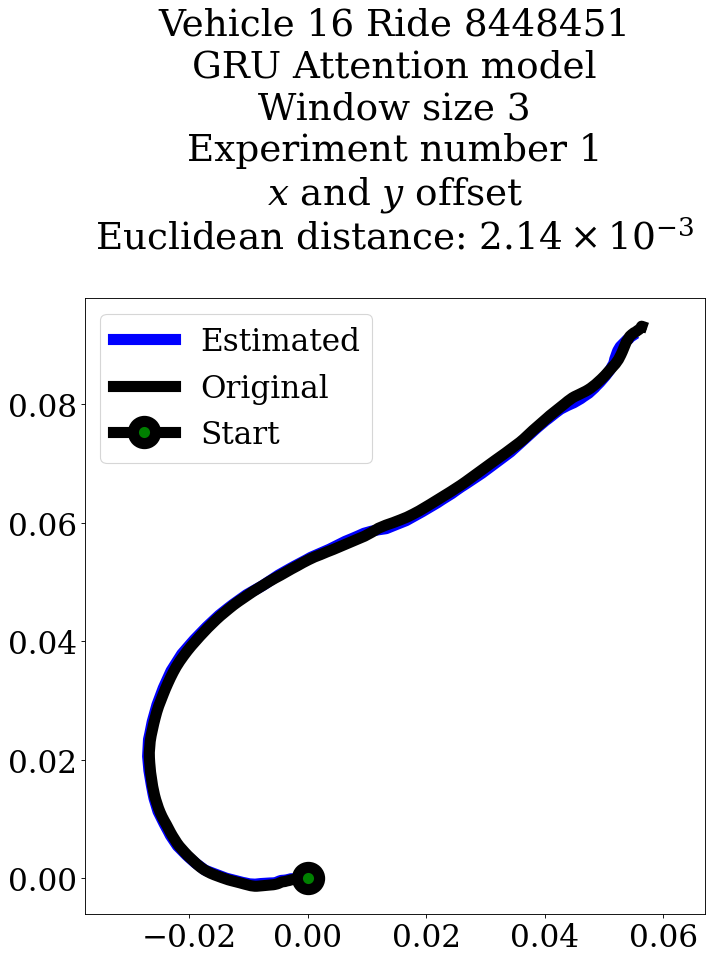 Vehicle 16 Ride 8448451
GRU Attention model
Window size 3
Experiment number 1
x and y offset
Euclidean distance: 2.14 × 10⁻³
Estimated
Original
Start
0.08
0.06
0.04
0.02
0.00
−0.02 0.00 0.02 0.04 0.06